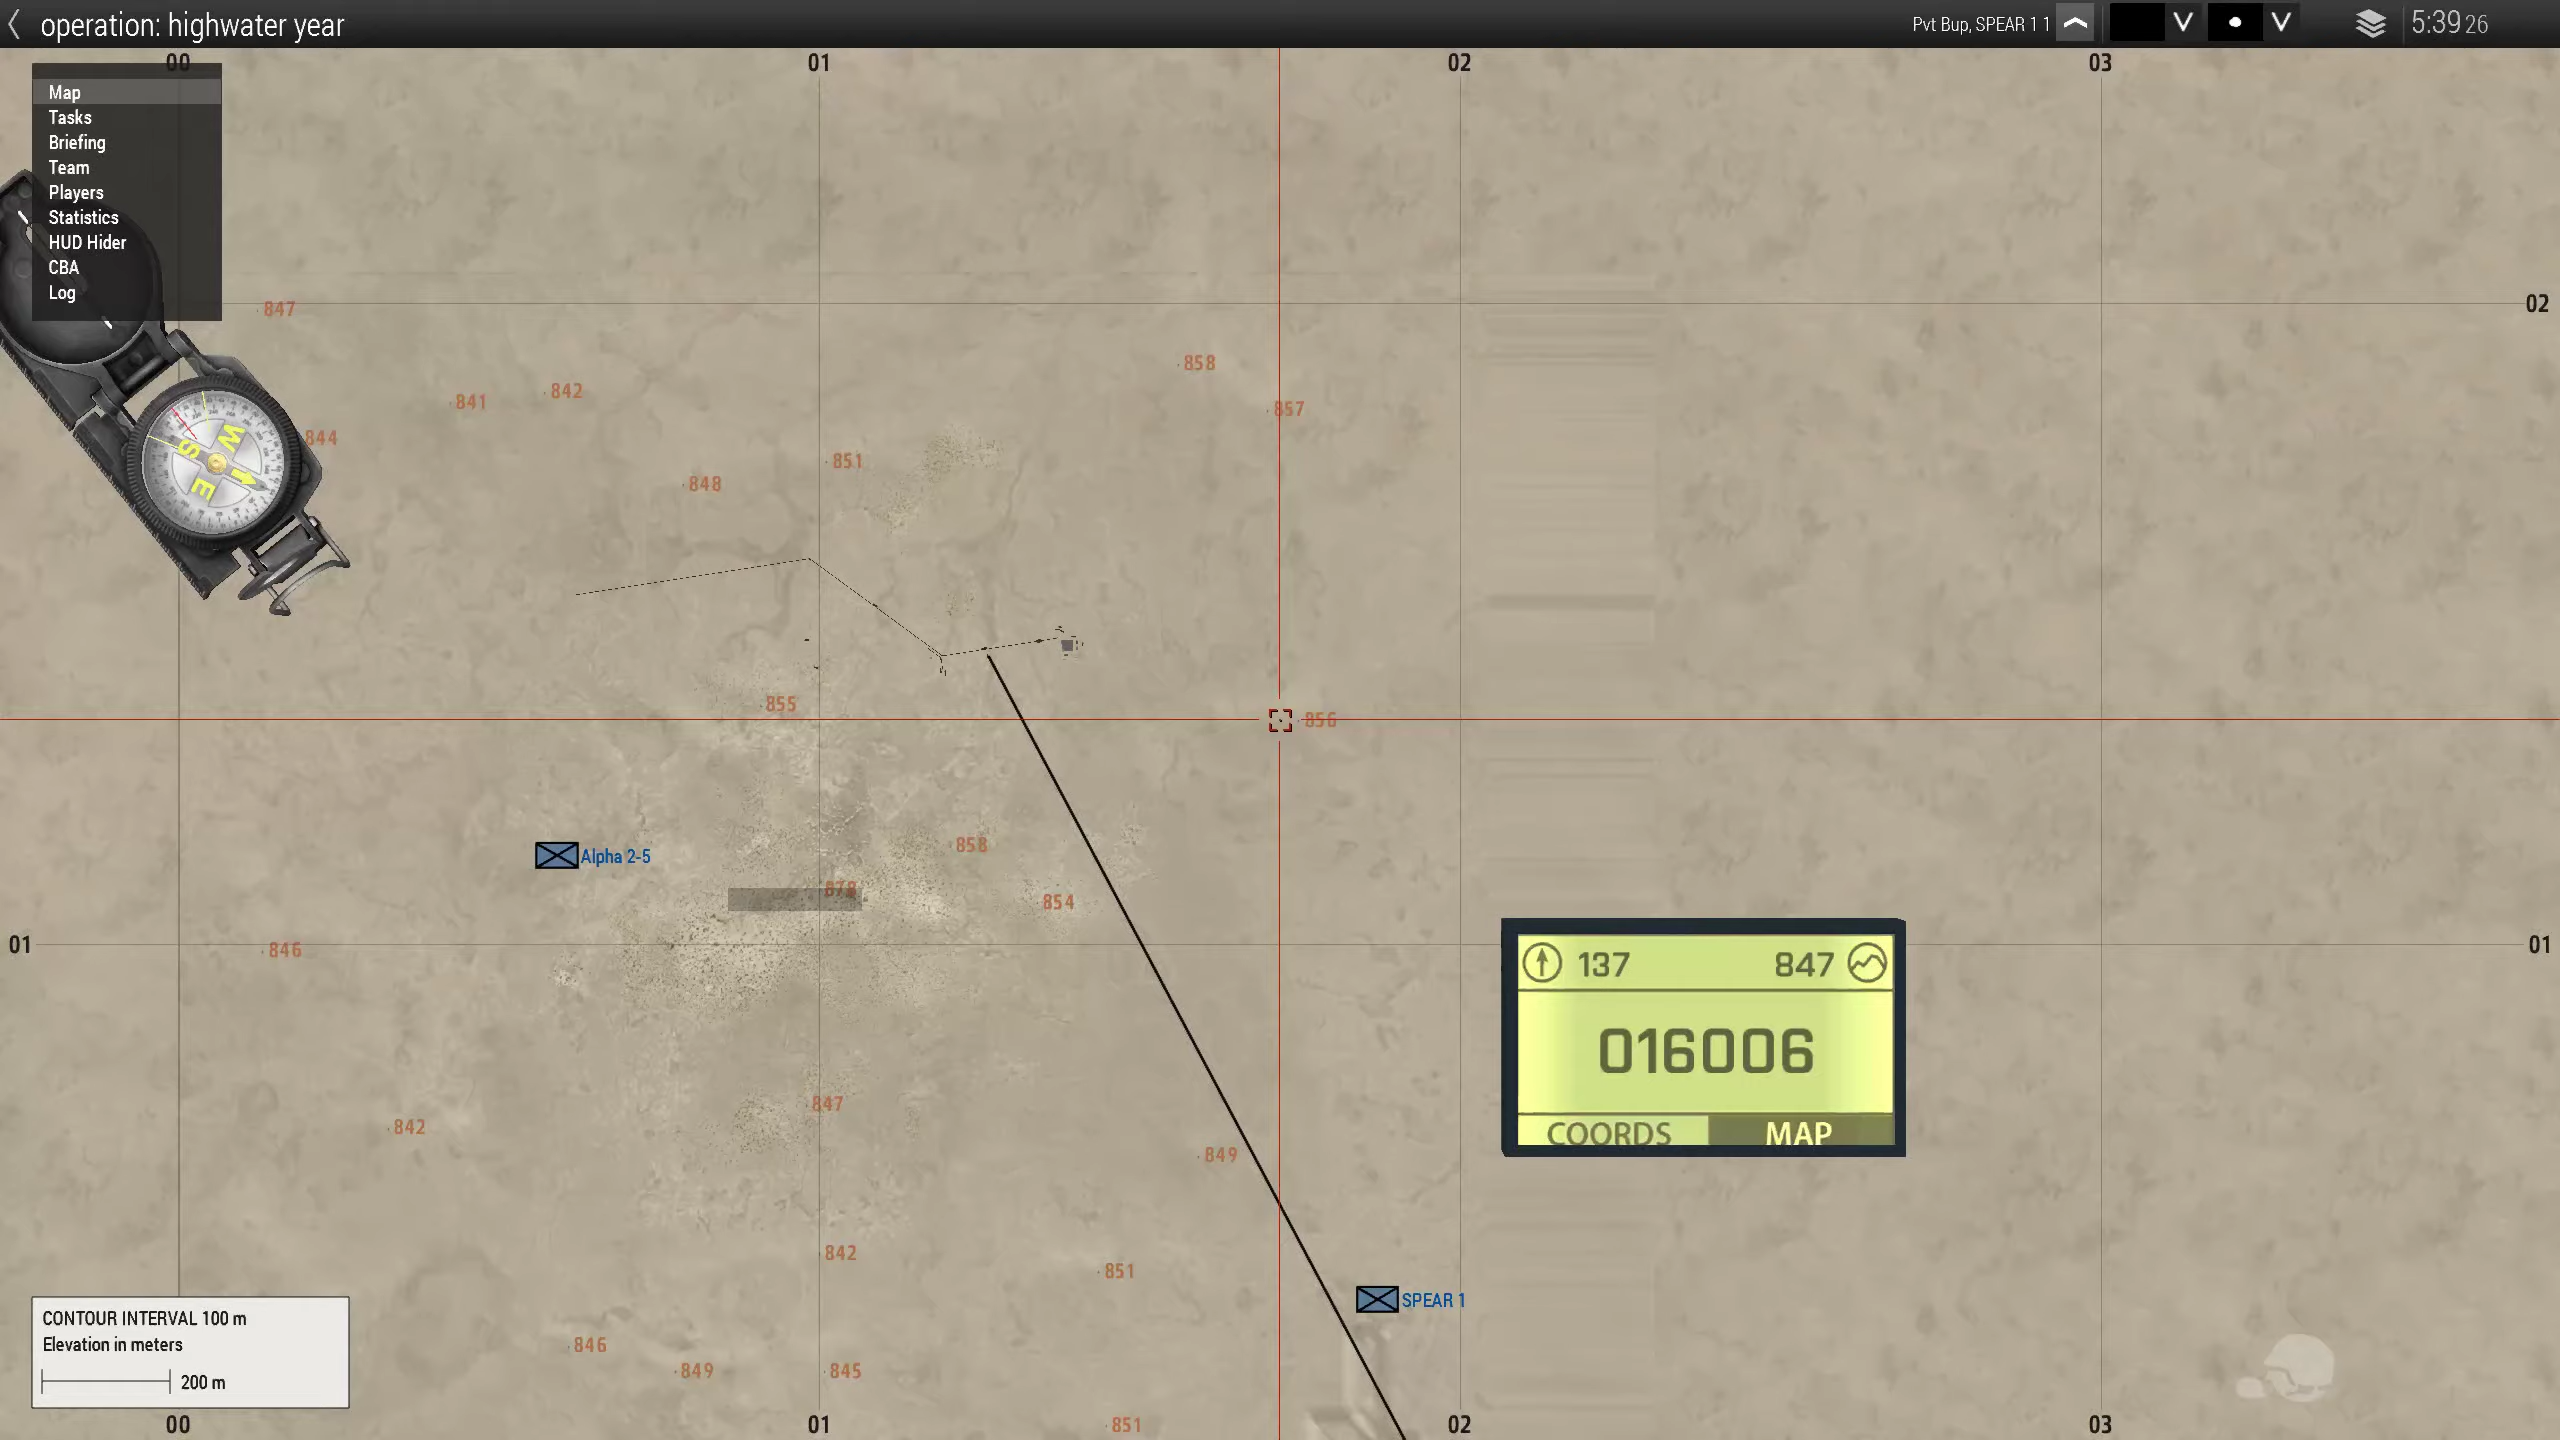 operation: highwater year
Pvt Bup, SPEAR 1 1
5:39 26
00
01
02
03
Map
Tasks
Briefing
Team
Players
Statistics
HUD Hider
CBA
Log
02
847
858
841
842
857
844
851
848
W
S
E
855
856
858
Alpha 2-5
878
854
01
846
01
137
847
016006
COORDS
MAP
847
842
849
842
851
SPEAR 1
CONTOUR INTERVAL 100 m
Elevation in meters
200 m
846
849
845
851
00
01
02
03